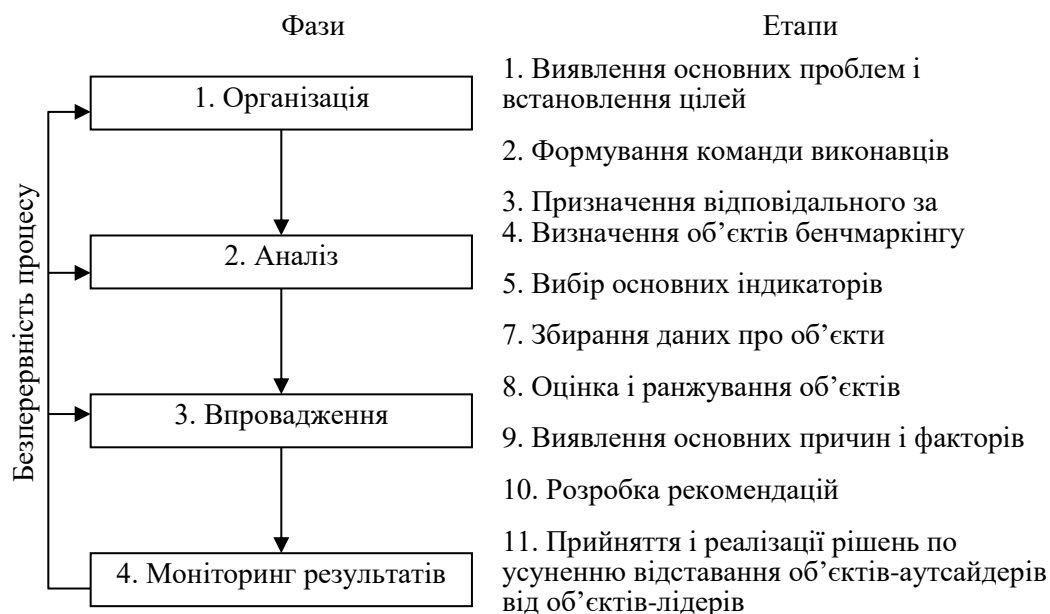 Фази
Етапи
Безперервність процесу
1. Організація
2. Аналіз
3. Впровадження
4. Моніторинг результатів
1. Виявлення основних проблем і
встановлення цілей
2. Формування команди виконавців
3. Призначення відповідального за
4. Визначення об’єктів бенчмаркінгу
5. Вибір основних індикаторів
7. Збирання даних про об’єкти
8. Оцінка і ранжування об’єктів
9. Виявлення основних причин і факторів
10. Розробка рекомендацій
11. Прийняття і реалізації рішень по
усуненню відставання об’єктів-аутсайдерів
від об’єктів-лідерів